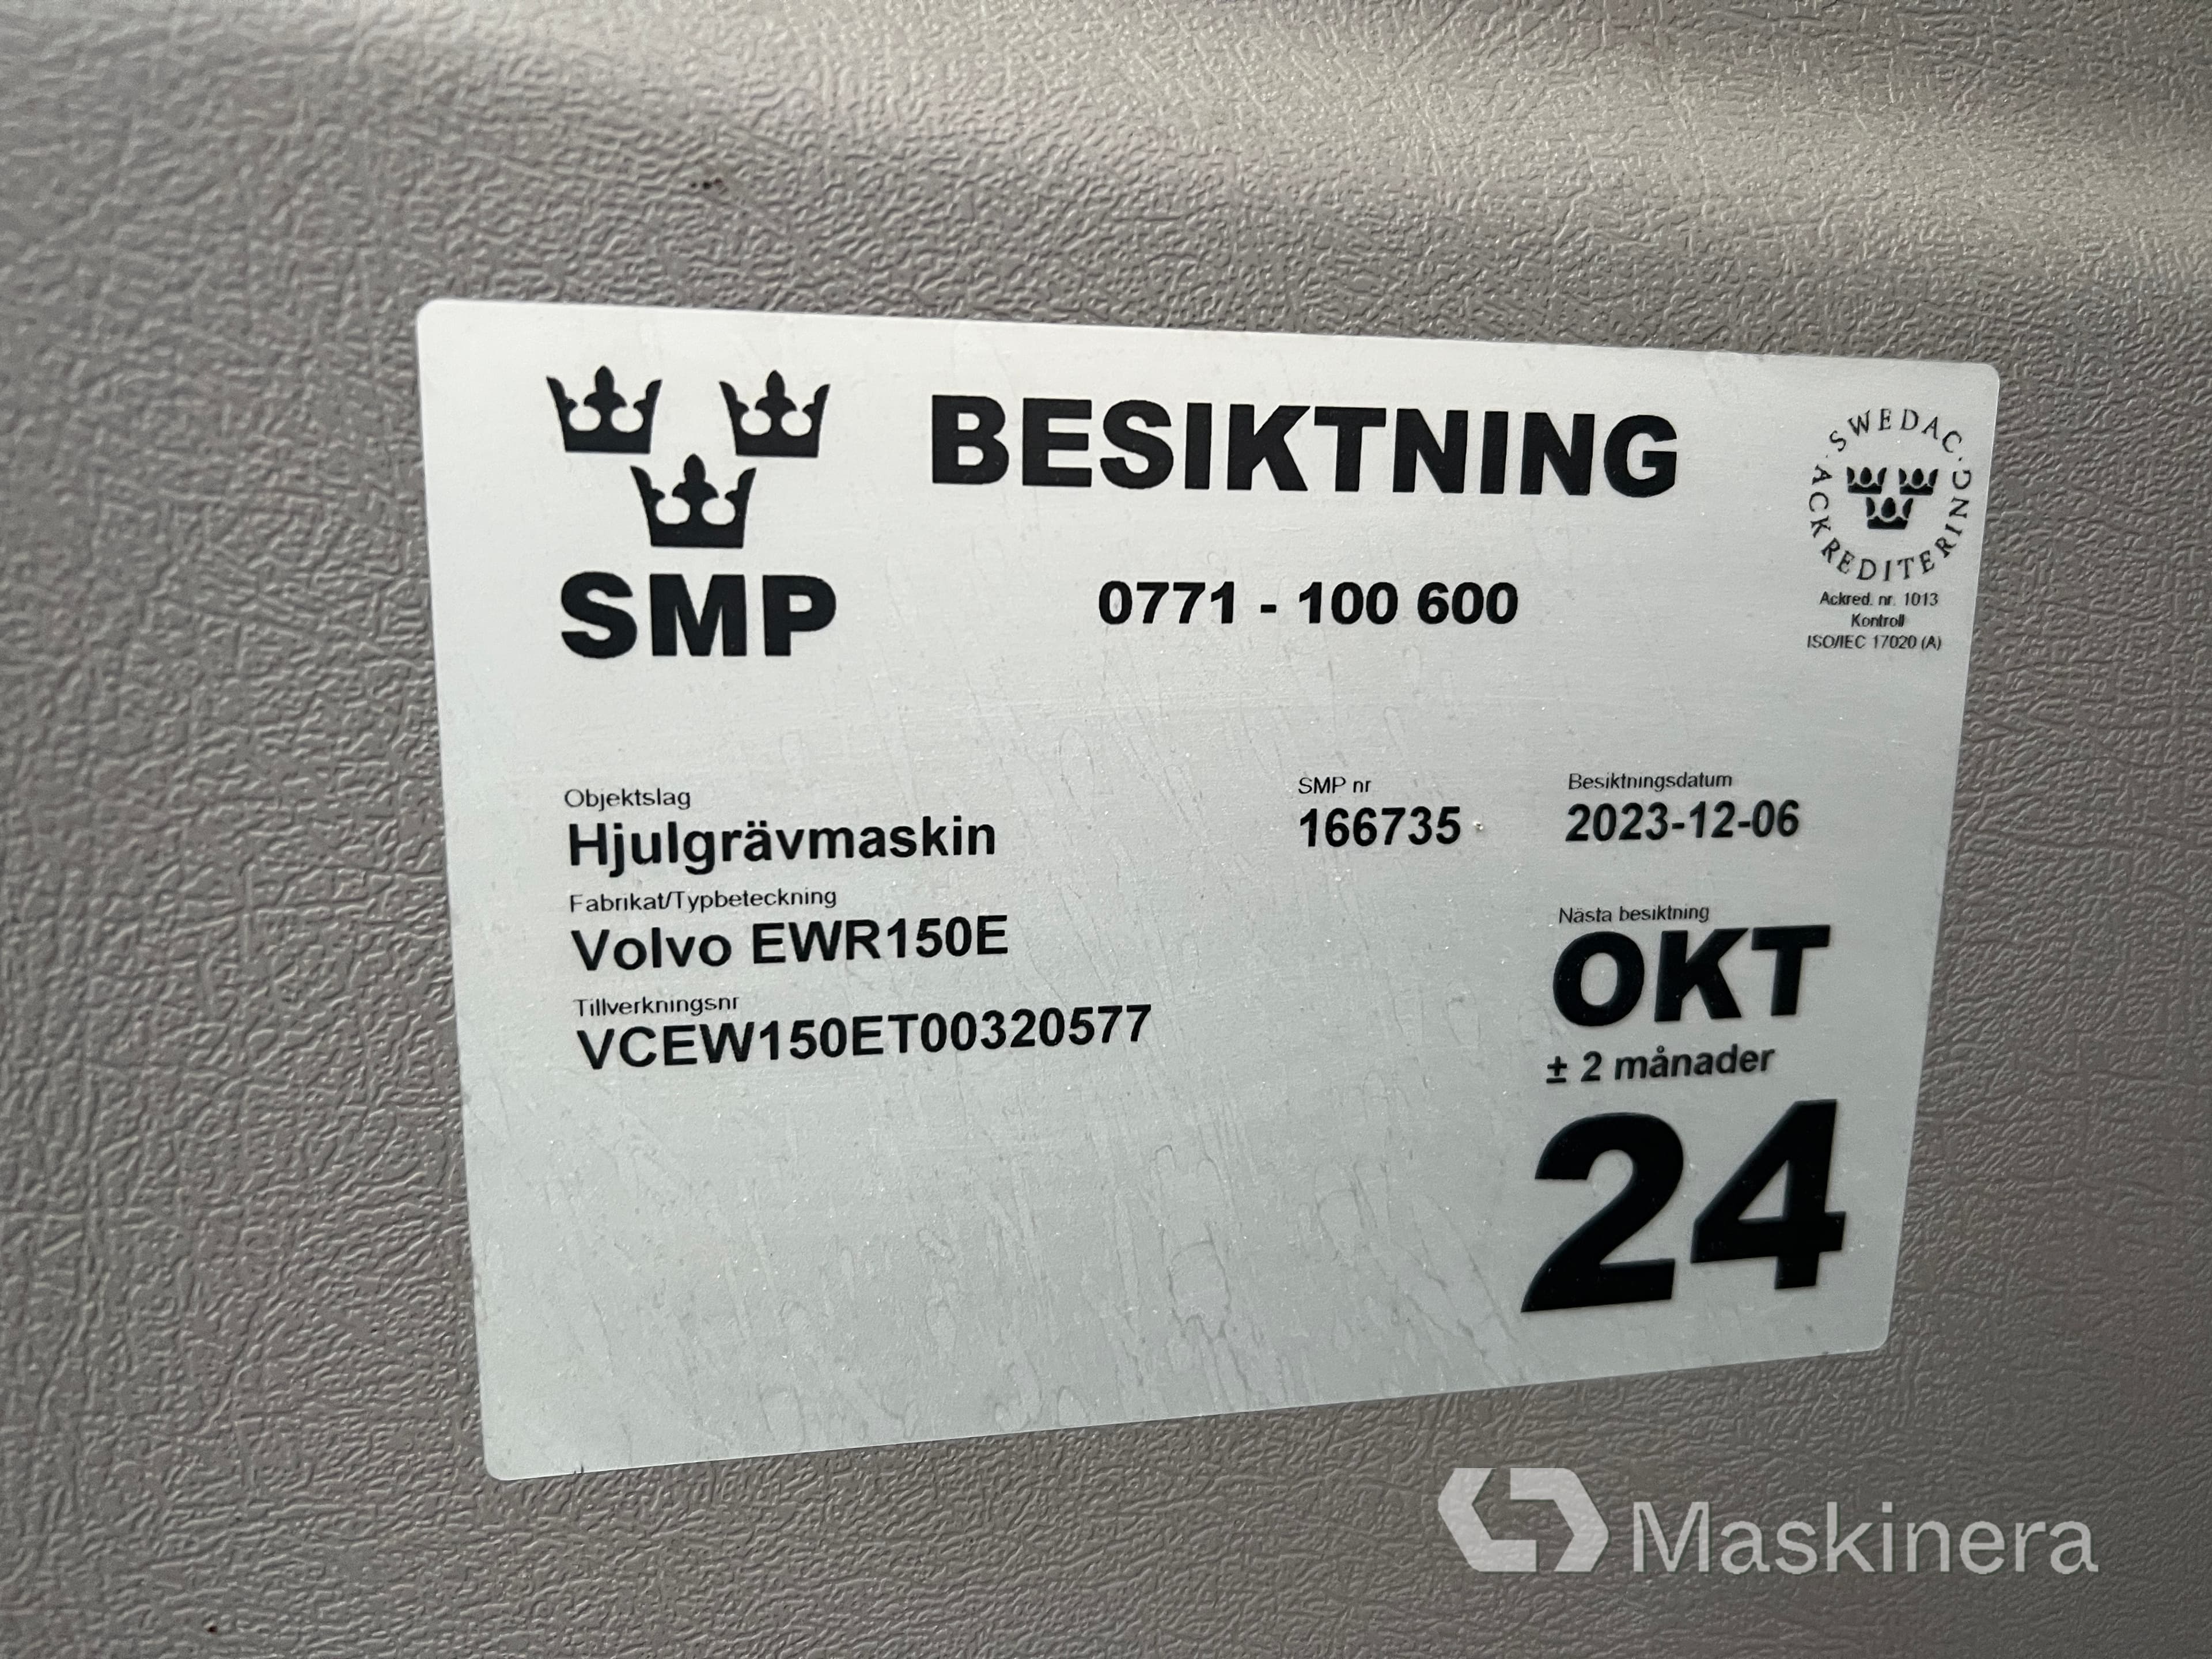 SMP
BESIKTNING
0771 - 100 600
SWEDAC · ACKREDITERING ·
Ackred. nr. 1013
Kontroll
ISO/IEC 17020 (A)
Objektslag
Hjulgrävmaskin
Fabrikat/Typbeteckning
Volvo EWR150E
Tillverkningsnr
VCEW150ET00320577
SMP nr
166735
Besiktningsdatum
2023-12-06
Nästa besiktning
OKT
± 2 månader
24
Maskinera